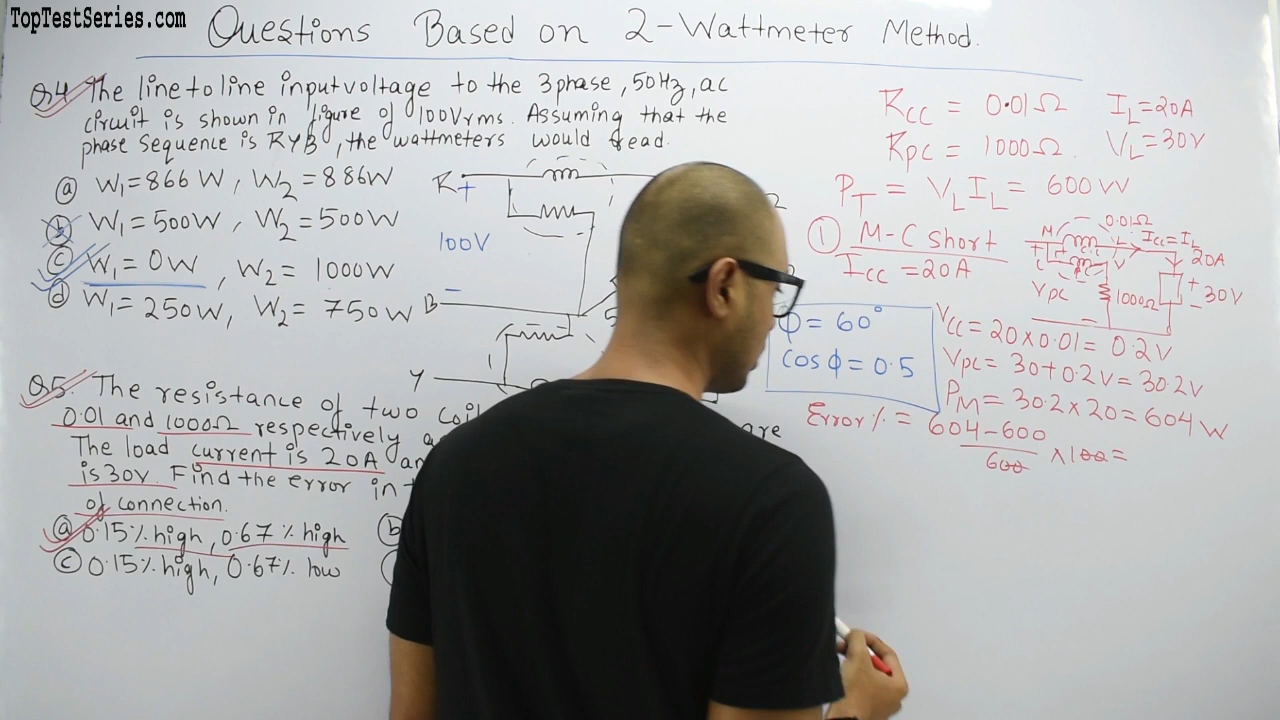 TopTestSeries.com
Questions Based on 2-Wattmeter Method.
Q.4 The line to line input voltage to the 3 phase, 50Hz, ac
circuit is shown in figure of 100Vrms. Assuming that the
phase sequence is RYB, the wattmeters would read.
(a) W1 = 866 W, W2 = 886W
(b) W1 = 500W, W2 = 500W
(c) W1 = 0W, W2 = 1000W
(d) W1 = 250W, W2 = 750W
R
+
100V
-
B
Y
Q5. The resistance of two coil
0.01 and 1000Ω respectively are
The load current is 20A
is 30v. Find the error in
of connection.
(a) 0.15% high, 0.67% high
(b)
(c) 0.15% high, 0.67% low
Rcc = 0.01Ω IL = 20A
Rpc = 1000Ω. VL = 30V
PT = VL IL = 600W
(1) M-C short
Icc = 20A
M 0.01Ω
L Icc = IL
C V 20A
Vpc 1000Ω + 30V
-
ϕ = 60°
cos ϕ = 0.5
Vcc = 20 x 0.01 = 0.2V
Vpc = 30 + 0.2V = 30.2V
PM = 30.2 x 20 = 604W
Error % = 604-600
600 x 100 =